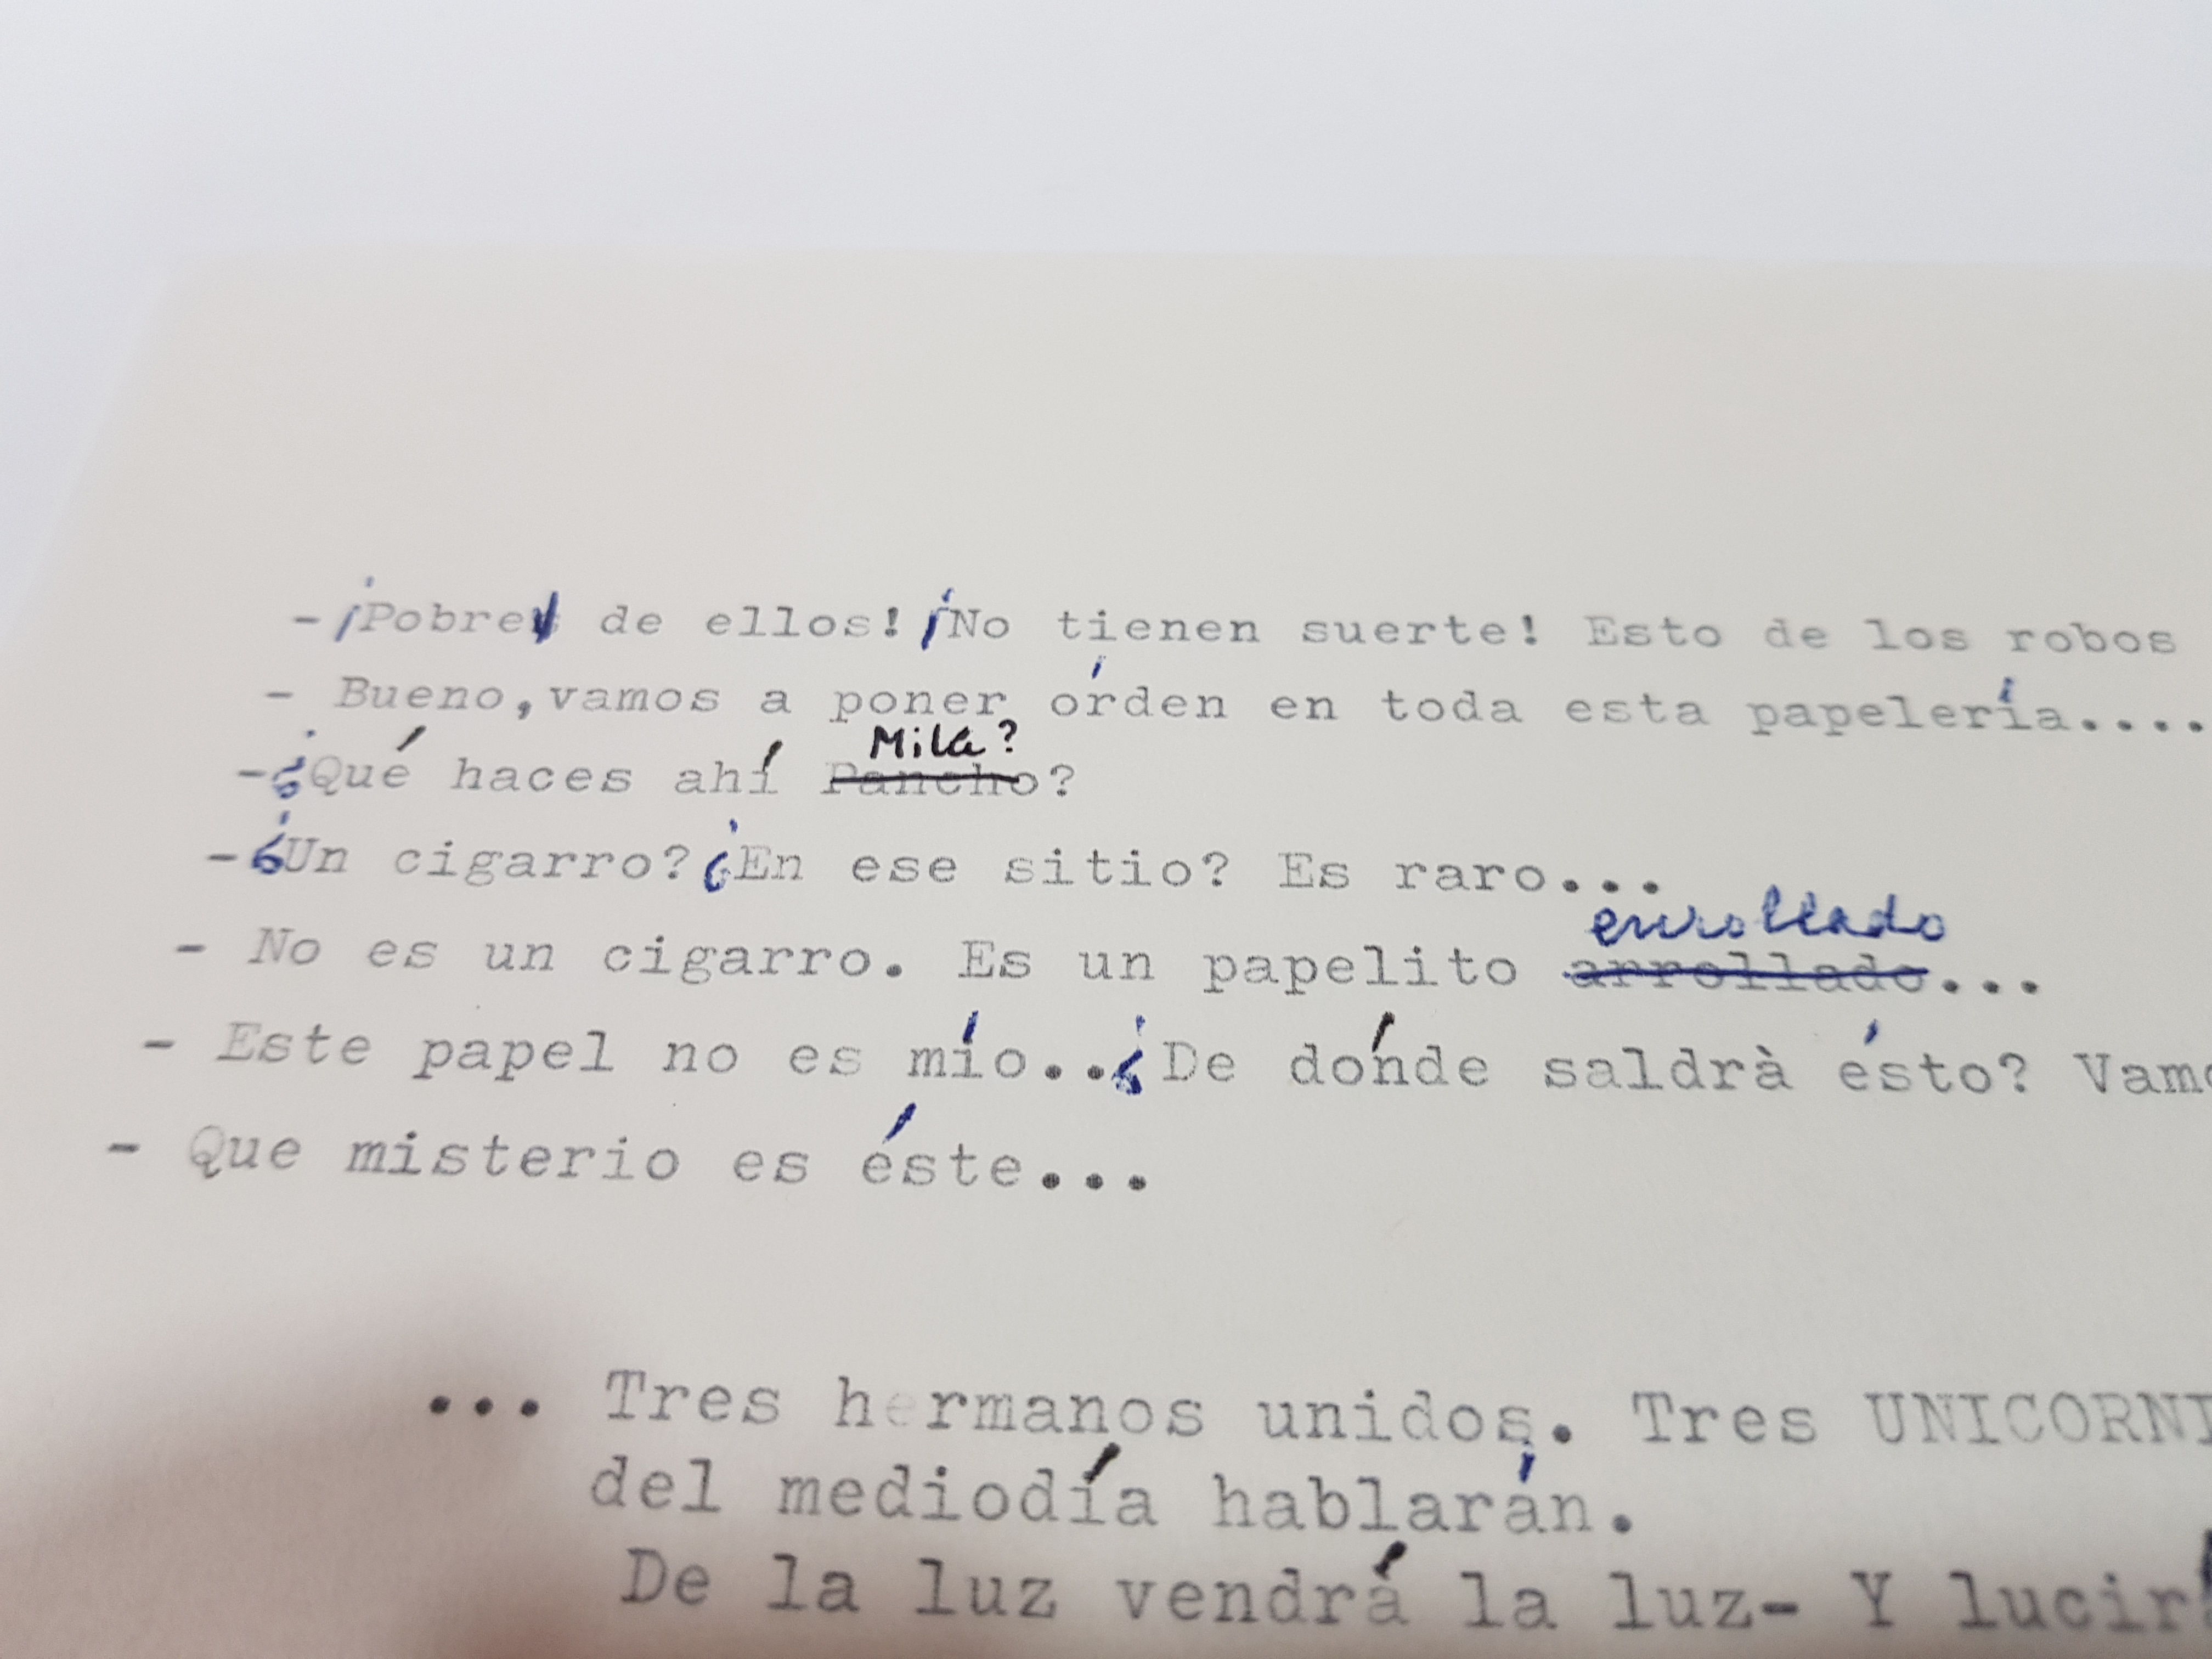 -¡Pobre de ellos! ¡No tienen suerte! Esto de los robos
- Bueno,vamos a poner órden en toda esta papelería....
Mila?
-¿Qué haces ahí Pancho?
-¿Un cigarro?¿En ese sitio? Es raro...
enrollado
- No es un cigarro. Es un papelito arrollado...
- Este papel no es mío..¿De dónde saldrà ésto? Vamo
- Que misterio es éste...
... Tres hermanos unidos. Tres UNICORNI
del mediodía hablarán.
De la luz vendrá la luz- Y lucir